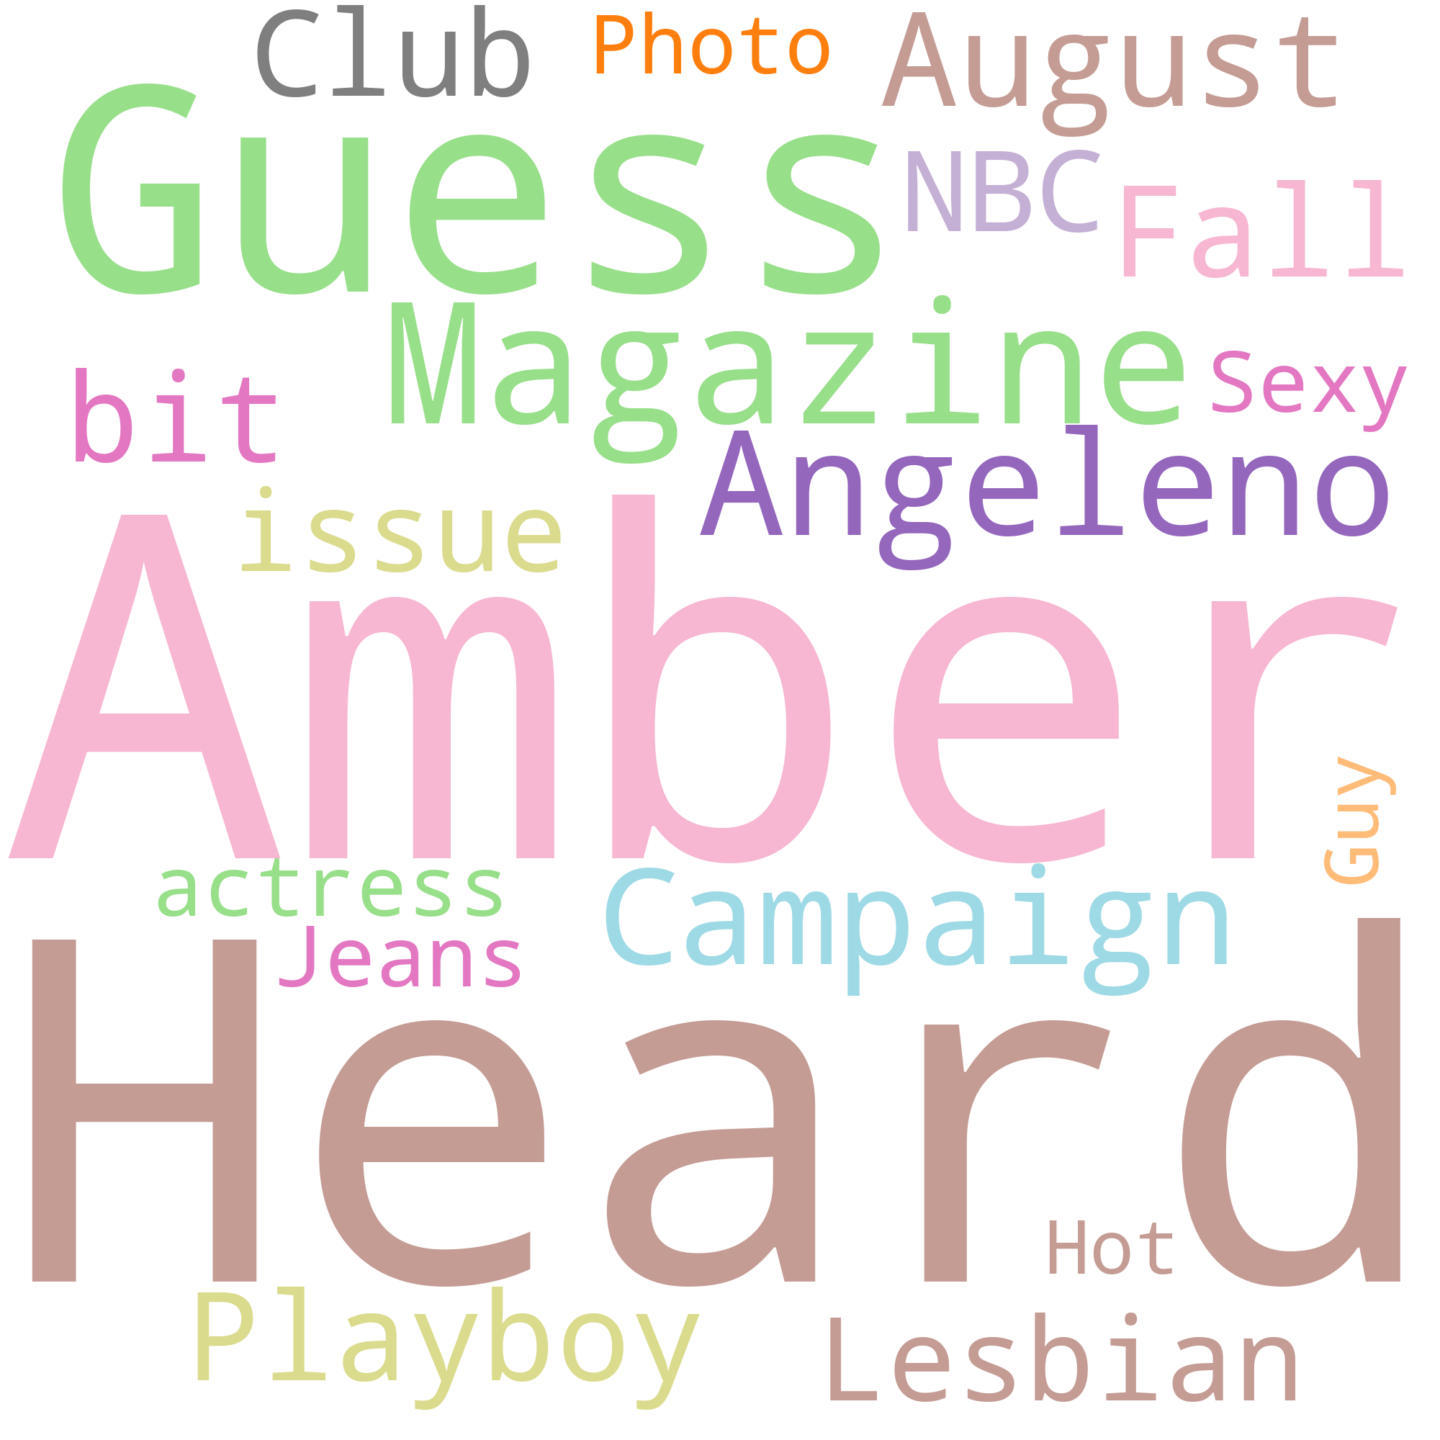 Club Photo August
Guess NBC Fall
Magazine Sexy
bit Angeleno
issue
Amber
Guy
actress Campaign
Jeans
Heard
Hot
Playboy Lesbian